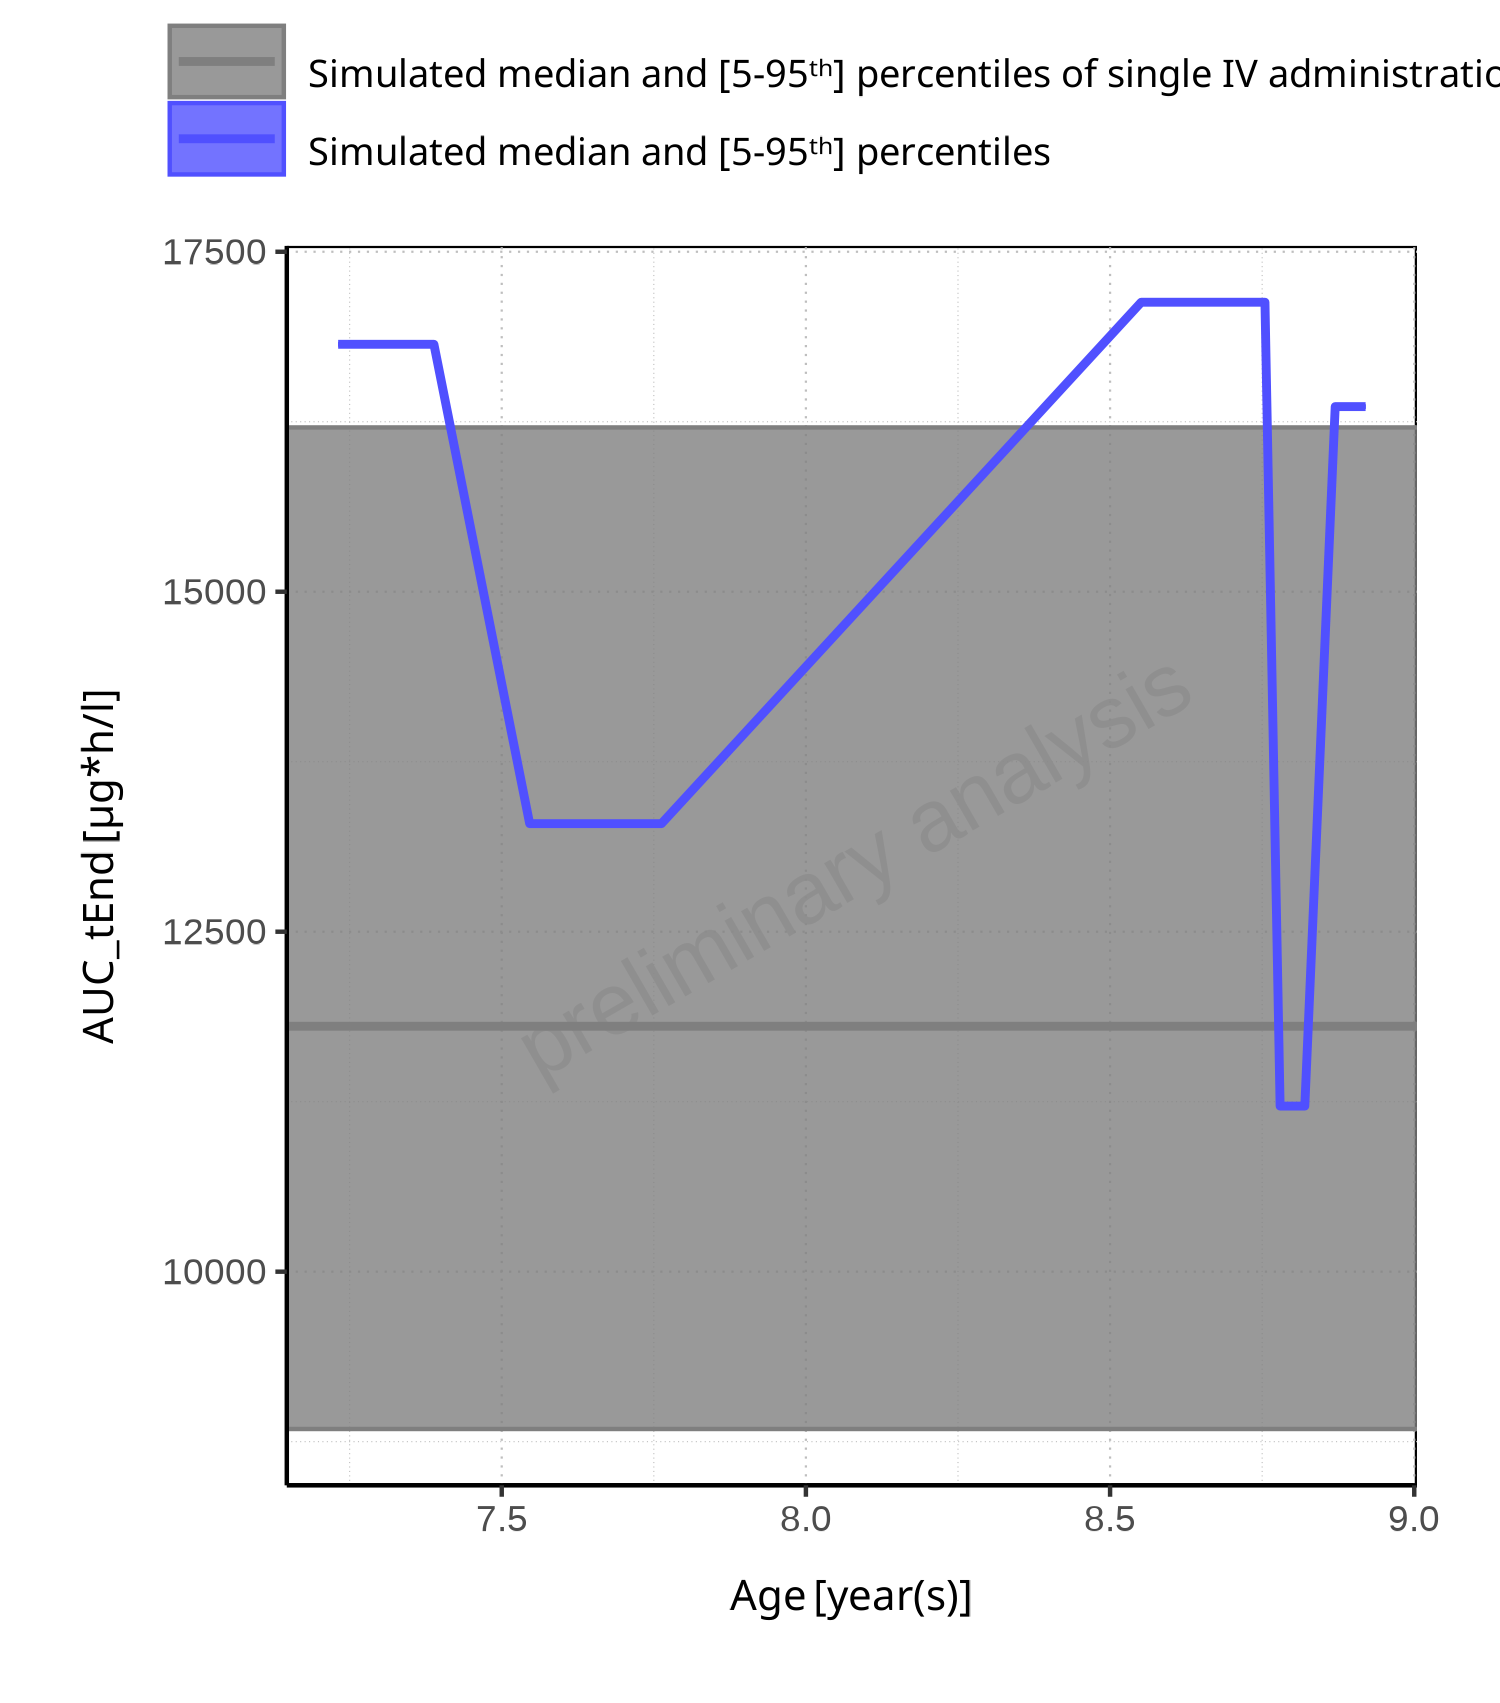 Simulated median and [5-95th] percentiles of single IV administratio
Simulated median and [5-95th] percentiles
17500
15000
12500
10000
AUC_tEnd [µg*h/l]
preliminary analysis
7.5 8.0 8.5 9.0
Age [year(s)]